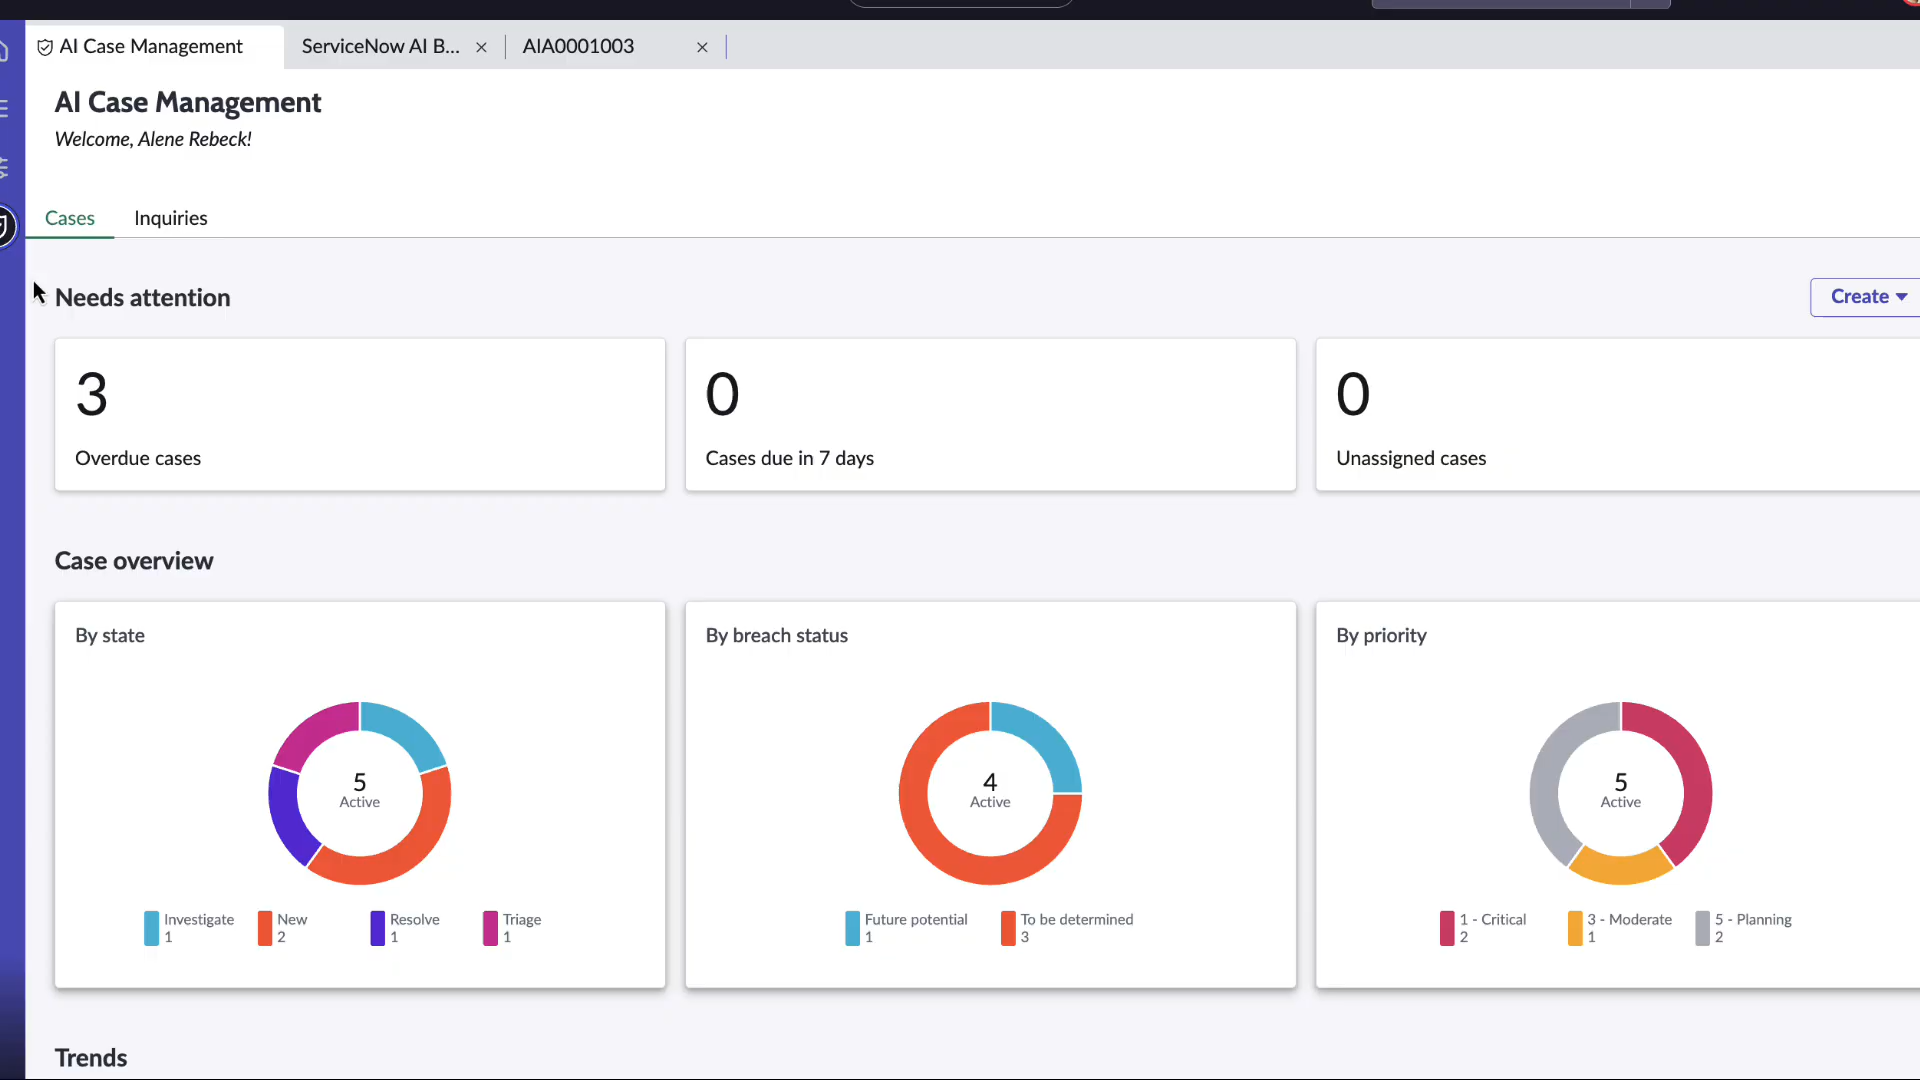 AI Case Management
ServiceNow AI B...
AIA0001003
AI Case Management
Welcome, Alene Rebeck!
Cases
Inquiries
Needs attention
Create
3
Overdue cases
0
Cases due in 7 days
0
Unassigned cases
Case overview
By state
5
Active
Investigate
1
New
2
Resolve
1
Triage
1
By breach status
4
Active
Future potential
1
To be determined
3
By priority
5
Active
1 - Critical
2
3 - Moderate
1
5 - Planning
2
Trends